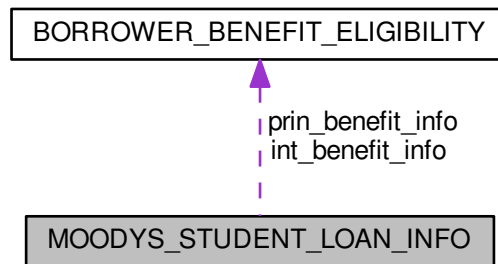 BORROWER_BENEFIT_ELIGIBILITY
prin_benefit_info
int_benefit_info
MOODYS_STUDENT_LOAN_INFO